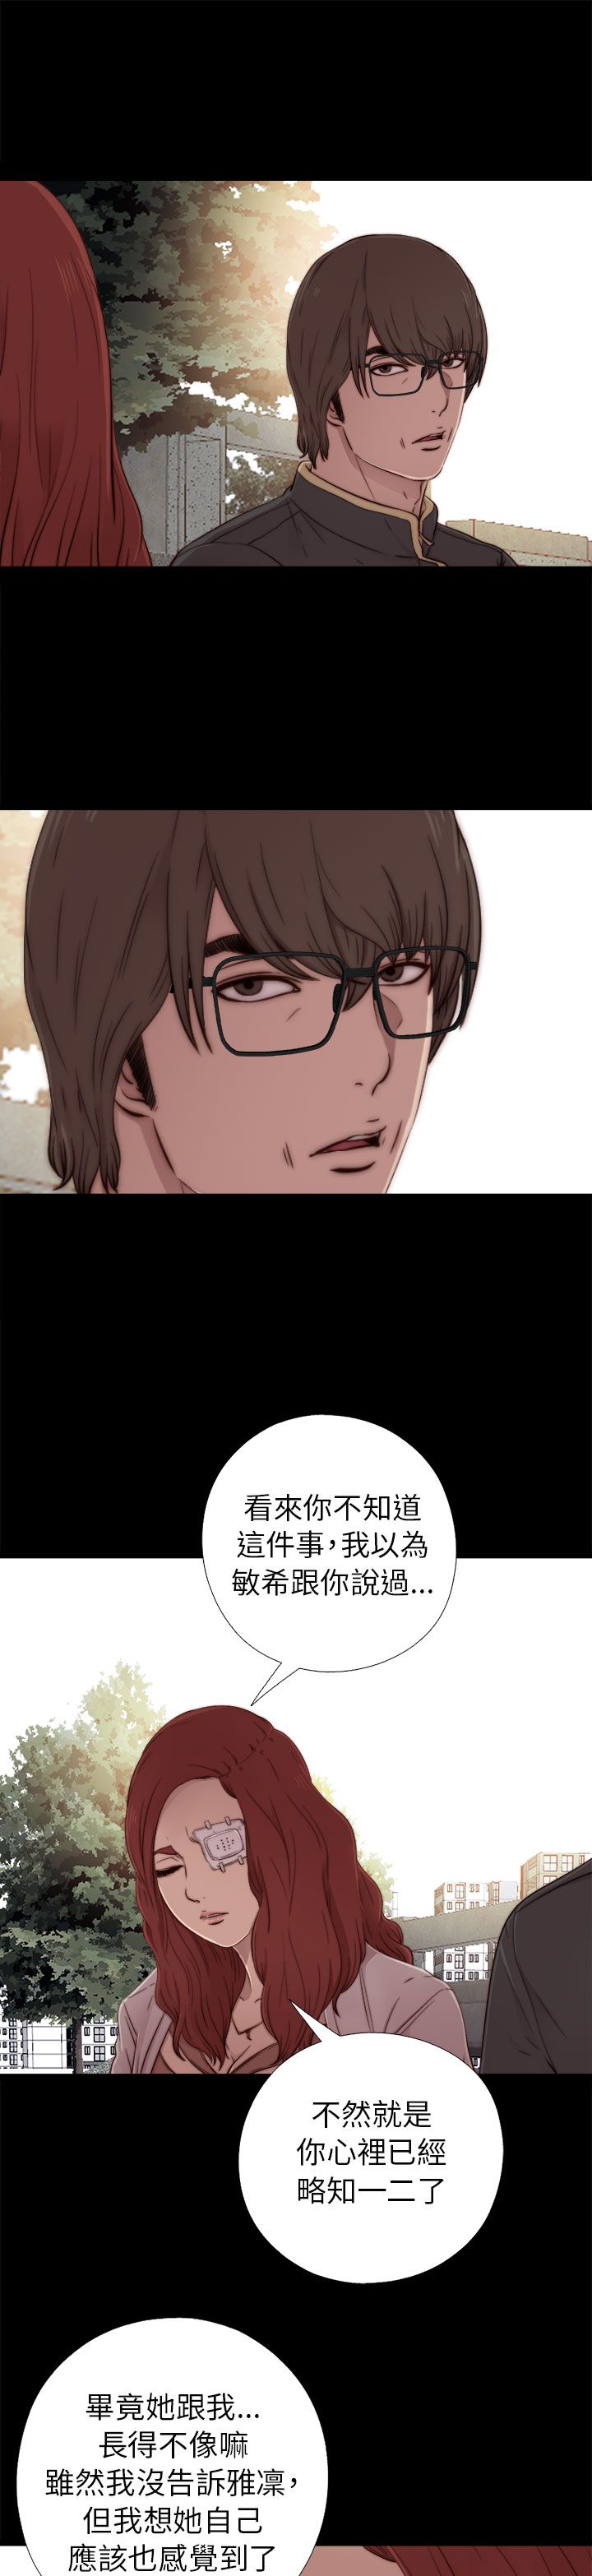 看來你不知道
這件事，我以為
敏希跟你說過…
不然就是
你心裡已經
略知一二了
畢竟她跟我…
長得不像嘛
雖然我沒告訴雅凜，
但我想她自己
應該也感覺到了